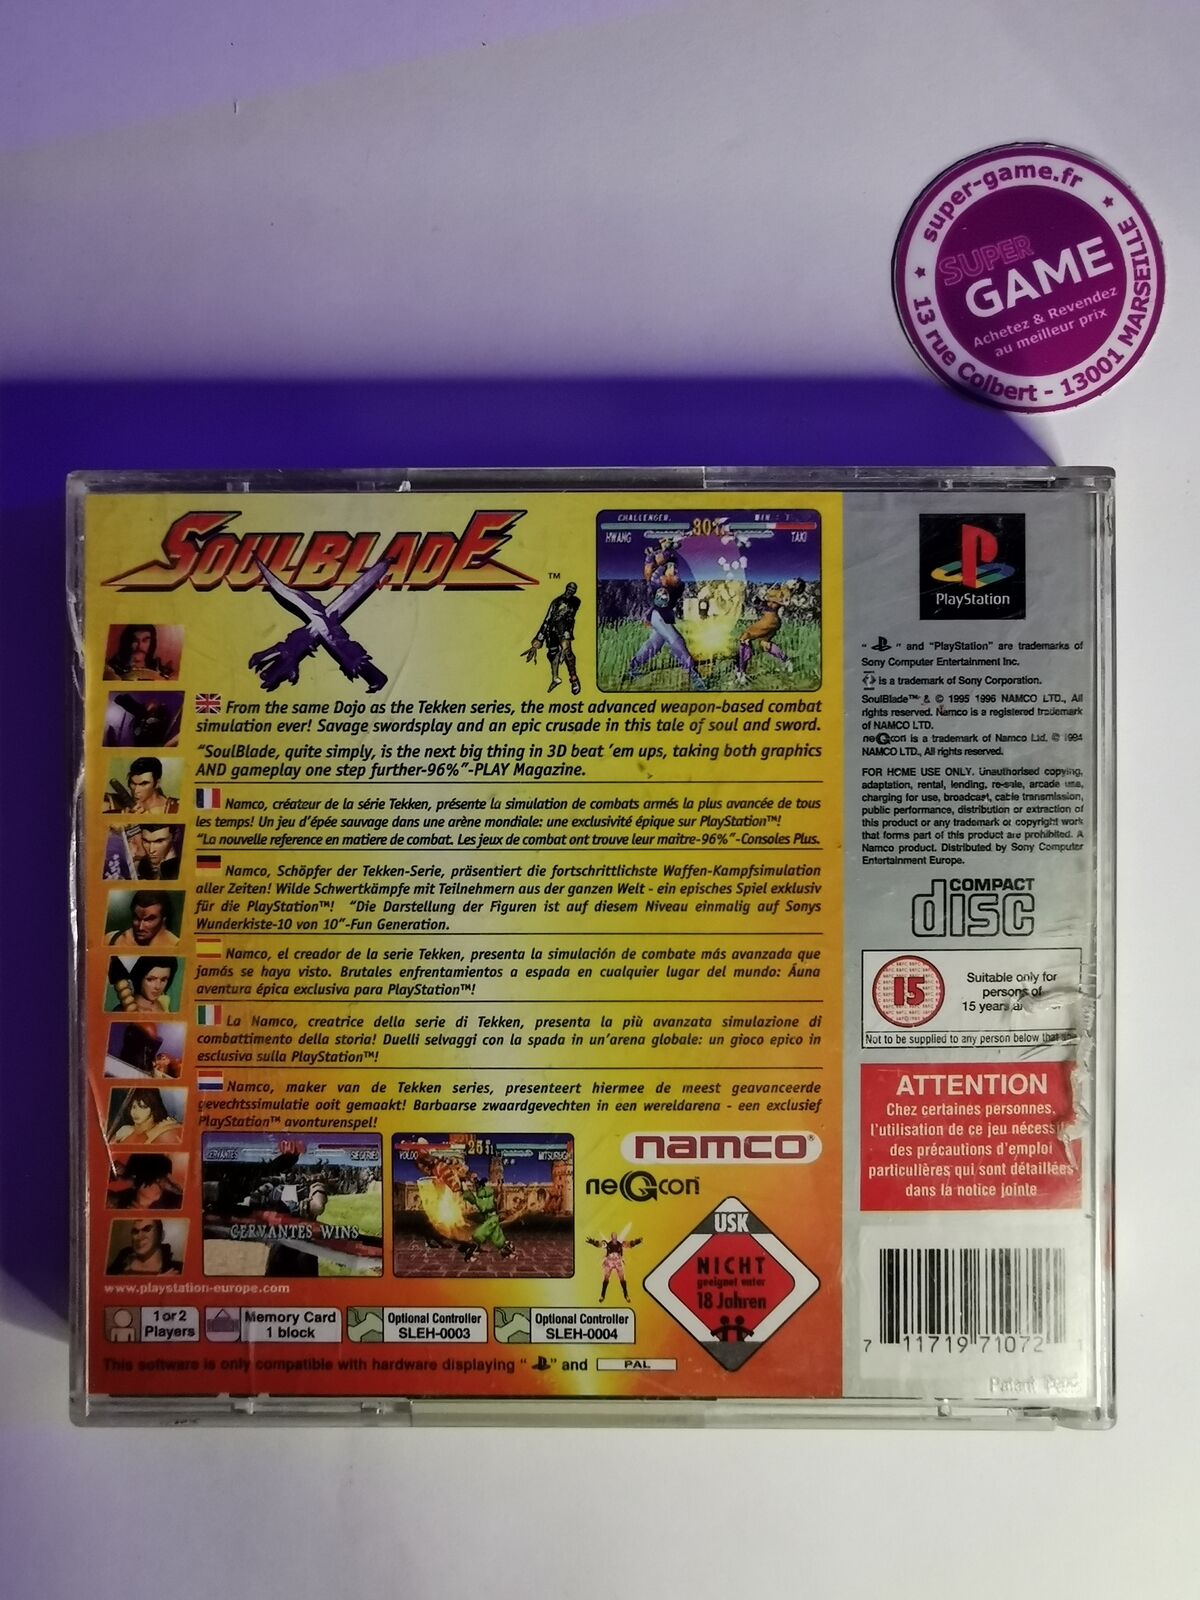 super-game.fr
SUPER
GAME
Achetez & Revendez
au meilleur prix
13 rue Colbert - 13001 MARSEILLE
SOULBLADE™
CHALLENGER.
WIN : 1
30
HWANG
TAKI
From the same Dojo as the Tekken series, the most advanced weapon-based combat
simulation ever! Savage swordsplay and an epic crusade in this tale of soul and sword.
"SoulBlade, quite simply, is the next big thing in 3D beat 'em ups, taking both graphics
AND gameplay one step further-96%"-PLAY Magazine.
Namco, créateur de la série Tekken, présente la simulation de combats armés la plus avancée de tous
les temps! Un jeu d'épée sauvage dans une arène mondiale: une exclusivité épique sur PlayStation™!
"La nouvelle reference en matiere de combat. Les jeux de combat ont trouve leur maitre-96%"-Consoles Plus.
Namco, Schöpfer der Tekken-Serie, präsentiert die fortschrittlichste Waffen-Kampfsimulation
aller Zeiten! Wilde Schwertkämpfe mit Teilnehmern aus der ganzen Welt - ein episches Spiel exklusiv
für die PlayStation™! "Die Darstellung der Figuren ist auf diesem Niveau einmalig auf Sonys
Wunderkiste-10 von 10"-Fun Generation.
Namco, el creador de la serie Tekken, presenta la simulación de combate más avanzada que
jamás se haya visto. Brutales enfrentamientos a espada en cualquier lugar del mundo: Áuna
aventura épica exclusiva para PlayStation™!
La Namco, creatrice della serie di Tekken, presenta la più avanzata simulazione di
combattimento della storia! Duelli selvaggi con la spada in un'arena globale: un gioco epico in
esclusiva sulla PlayStation™!
Namco, maker van de Tekken series, presenteert hiermee de meest geavanceerde
gevechtssimulatie ooit gemaakt! Barbaarse zwaardgevechten in een wereldarena - een exclusief
PlayStation™ avonturenspel!
CERVANTES
SIEGFRIED
CERVANTES WINS
VOLDO
25
MITSURUGI
namco®
neGcon
USK
NICHT
geeignet unter
18 Jahren
www.playstation-europe.com
1 or 2
Players
Memory Card
1 block
Optional Controller
SLEH-0003
Optional Controller
SLEH-0004
This software is only compatible with hardware displaying " " and PAL
PlayStation
" " and "PlayStation" are trademarks of
Sony Computer Entertainment Inc.
is a trademark of Sony Corporation.
SoulBlade™ & © 1995 1996 NAMCO LTD., All
rights reserved. Namco is a registered trademark
of NAMCO LTD.
neGcon is a trademark of Namco Ltd. © 1994
NAMCO LTD., All rights reserved.
FOR HOME USE ONLY. Unauthorised copying,
adaptation, rental, lending, re-sale, arcade use,
charging for use, broadcast, cable transmission,
public performance, distribution or extraction of
this product or any trademark or copyright work
that forms part of this product are prohibited. A
Namco product. Distributed by Sony Computer
Entertainment Europe.
COMPACT
disc
15
Suitable only for
persons of
15 years
Not to be supplied to any person below that
ATTENTION
Chez certaines personnes,
l'utilisation de ce jeu nécessi
des précautions d'emploi
particulières qui sont détaillées
dans la notice jointe
7 11719 71072 1